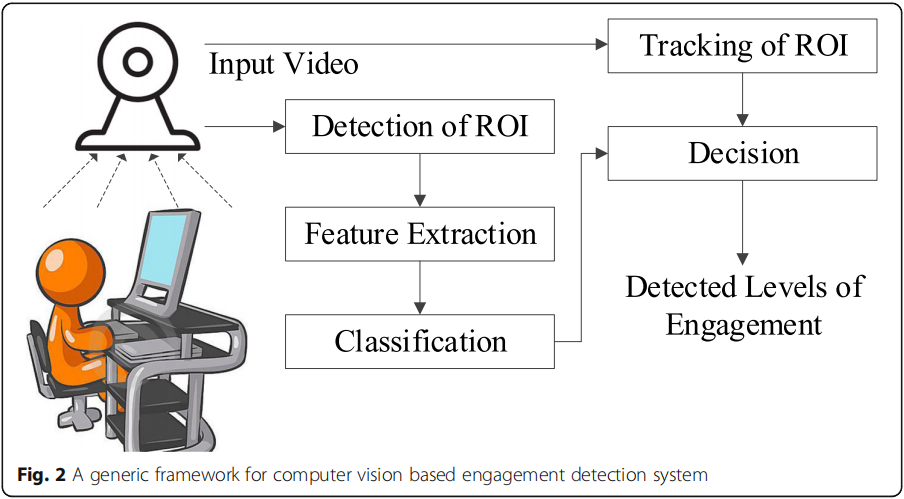 Input Video
Tracking of ROI
Detection of ROI
Decision
Feature Extraction
Detected Levels of
Engagement
Classification
Fig. 2 A generic framework for computer vision based engagement detection system